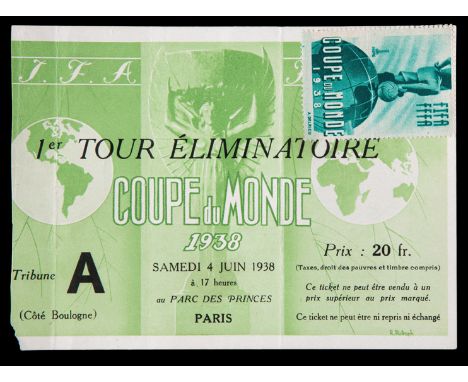 F. I. F. A
COUPE DU MONDE
1938
1er TOUR ÉLIMINATOIRE
COUPE du MONDE
1938
SAMEDI 4 JUIN 1938
à 17 heures
au PARC DES PRINCES
PARIS
Tribune A
(Côté Boulogne)
Prix : 20 fr.
(Taxes, droit des pauvres et timbre compris)
Ce ticket ne peut être vendu à un
prix supérieur au prix marqué.
Ce ticket ne peut être ni repris ni échangé